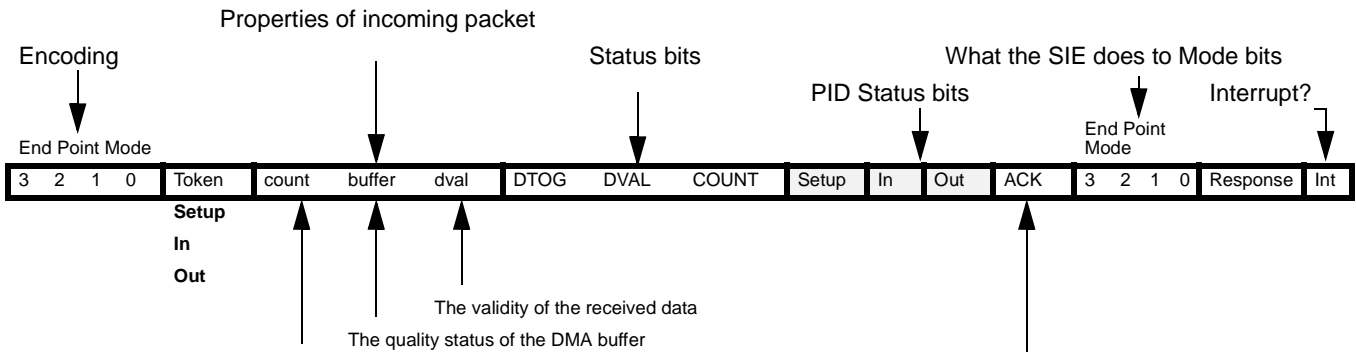 Properties of incoming packet
Encoding
Status bits
What the SIE does to Mode bits
PID Status bits
Interrupt?
End Point Mode
End Point
Mode
3 2 1 0 Token count buffer dval DTOG DVAL COUNT Setup In Out ACK 3 2 1 0 Response Int
Setup
In
Out
The validity of the received data
The quality status of the DMA buffer